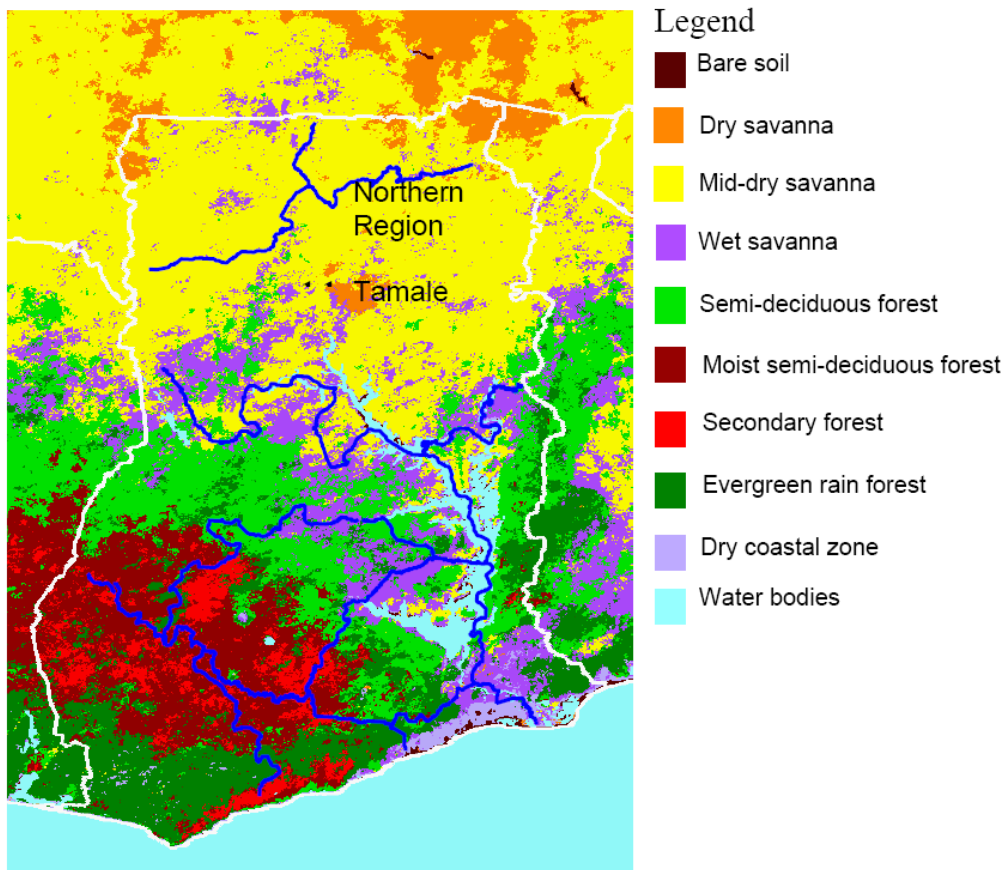 Legend
Bare soil
Dry savanna
Mid-dry savanna
Wet savanna
Semi-deciduous forest
Moist semi-deciduous forest
Secondary forest
Evergreen rain forest
Dry coastal zone
Water bodies
Northern
Region
Tamale